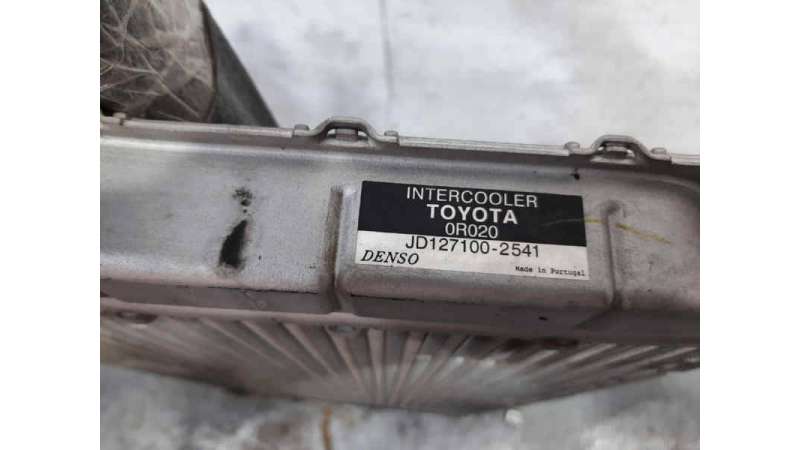 INTERCOOLER
TOYOTA
0R020
JD127100-2541
DENSO
Made in Portugal